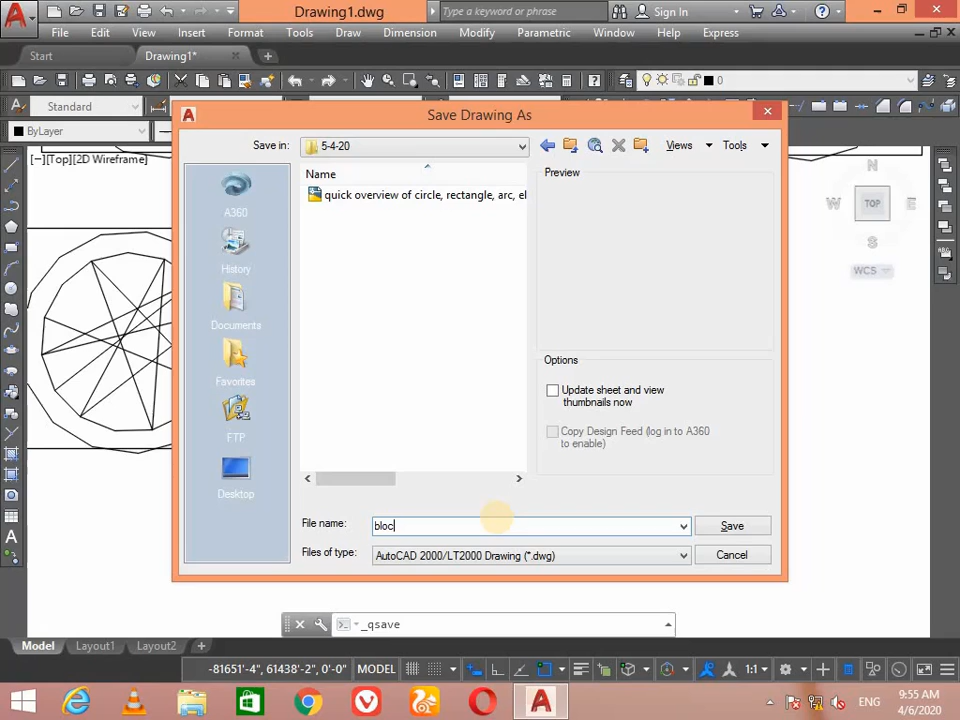 Drawing1.dwg
Type a keyword or phrase
Sign In
File Edit View Insert Format Tools Draw Dimension Modify Parametric Window Help Express
Start Drawing1*
Standard
0
ByLayer
[−][Top][2D Wireframe]
Save Drawing As
Save in: 5-4-20 Views Tools
Name
quick overview of circle, rectangle, arc, el
Preview
A360
History
Documents
Favorites
FTP
Desktop
Options
Update sheet and view
thumbnails now
Copy Design Feed (log in to A360
to enable)
File name: bloc Save
Files of type: AutoCAD 2000/LT2000 Drawing (*.dwg) Cancel
N
W TOP E
S
WCS
_qsave
Model Layout1 Layout2
-81651'-4", 61438'-2", 0'-0" MODEL 1:1
ENG
9:55 AM
4/6/2020